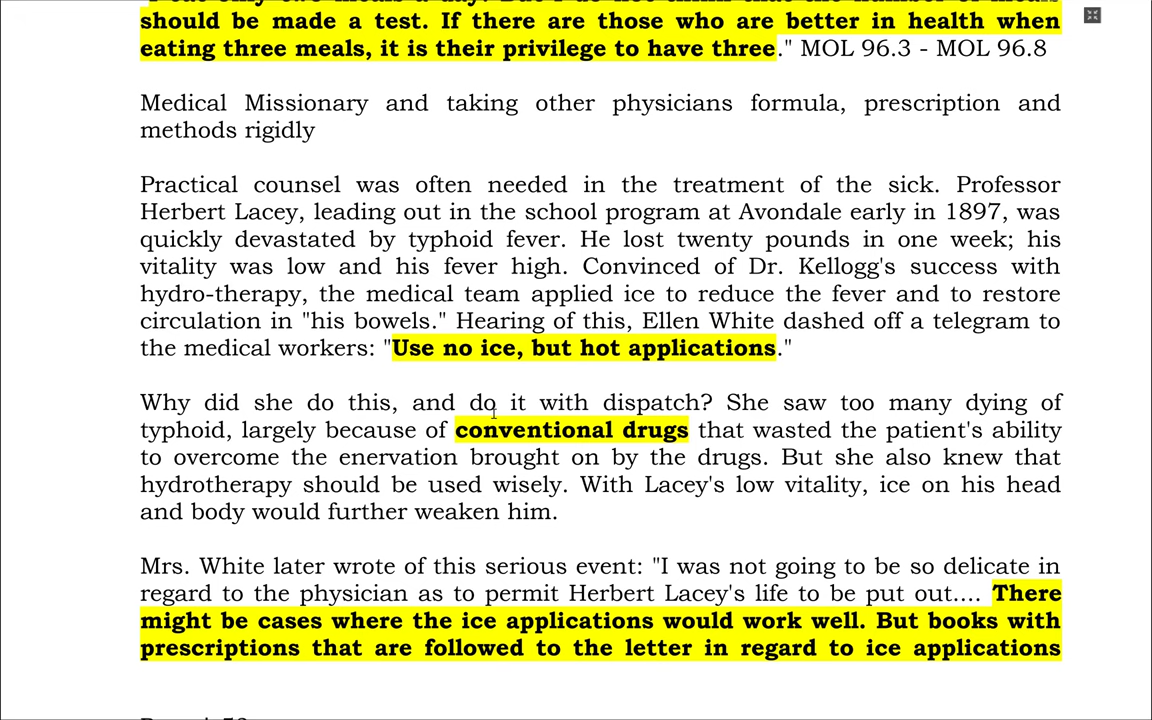 should be made a test. If there are those who are better in health when
eating three meals, it is their privilege to have three." MOL 96.3 - MOL 96.8
Medical Missionary and taking other physicians formula, prescription and
methods rigidly
Practical counsel was often needed in the treatment of the sick. Professor
Herbert Lacey, leading out in the school program at Avondale early in 1897, was
quickly devastated by typhoid fever. He lost twenty pounds in one week; his
vitality was low and his fever high. Convinced of Dr. Kellogg's success with
hydro-therapy, the medical team applied ice to reduce the fever and to restore
circulation in "his bowels." Hearing of this, Ellen White dashed off a telegram to
the medical workers: "Use no ice, but hot applications."
Why did she do this, and do it with dispatch? She saw too many dying of
typhoid, largely because of conventional drugs that wasted the patient's ability
to overcome the enervation brought on by the drugs. But she also knew that
hydrotherapy should be used wisely. With Lacey's low vitality, ice on his head
and body would further weaken him.
Mrs. White later wrote of this serious event: "I was not going to be so delicate in
regard to the physician as to permit Herbert Lacey's life to be put out.... There
might be cases where the ice applications would work well. But books with
prescriptions that are followed to the letter in regard to ice applications